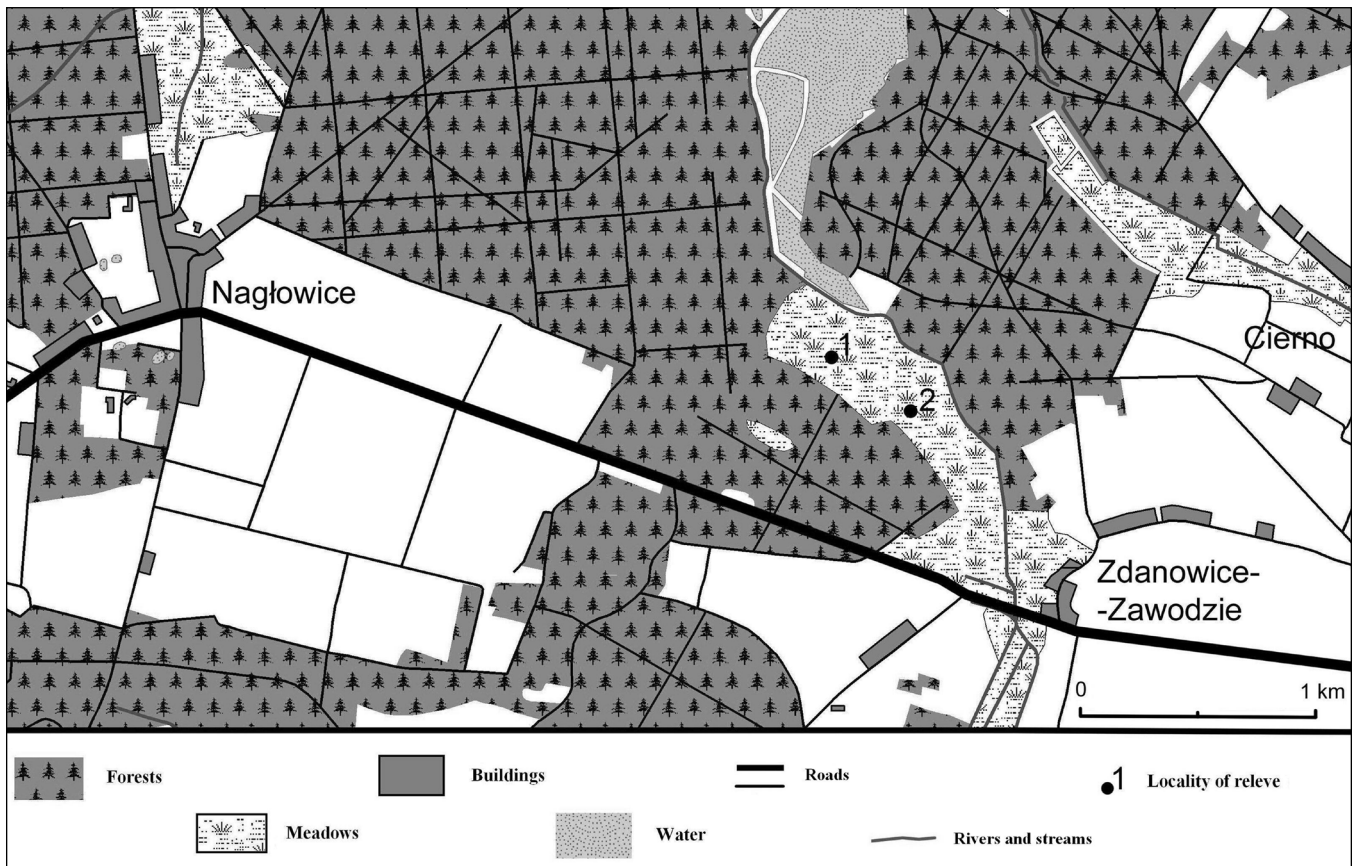 Nagłowice
1
Cierno
2
Zdanowice-
-Zawodzie
0 1 km
Forests
Buildings
Roads
1 Locality of releve
Meadows
Water
Rivers and streams